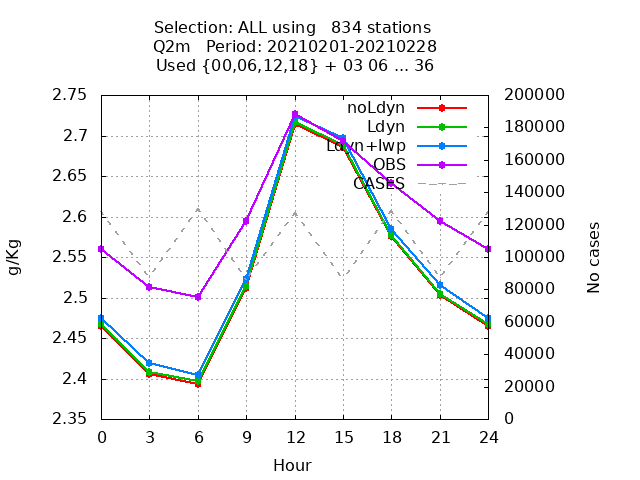 Selection: ALL using   834 stations
Q2m   Period: 20210201-20210228
Used {00,06,12,18} + 03 06 ... 36
2.75
2.7
2.65
2.6
2.55
2.5
2.45
2.4
2.35
g/Kg
noLdyn
Ldyn
Ldyn+lwp
OBS
CASES
200000
180000
160000
140000
120000
100000
80000
60000
40000
20000
0
No cases
0 3 6 9 12 15 18 21 24
Hour